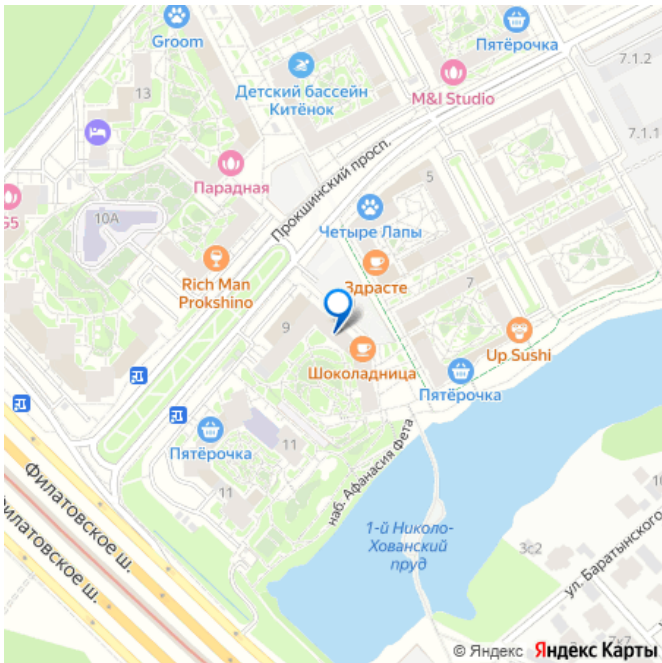 Groom
Пятёрочка
7.1.2
Детский бассейн
Китёнок
M&I Studio
13
7.1.1
Прокшинский просп.
Парадная
5
G5
10А
Четыре Лапы
Rich Man
Prokshino
Здрасте
7
9
Up Sushi
Шоколадница
Пятёрочка
Пятёрочка
11
11
наб. Афанасия Фета
Филатовское ш.
Филатовское ш.
1-й Николо-
Хованский
пруд
3с2
ул. Баратынского
7к7
© Яндекс Яндекс Карты